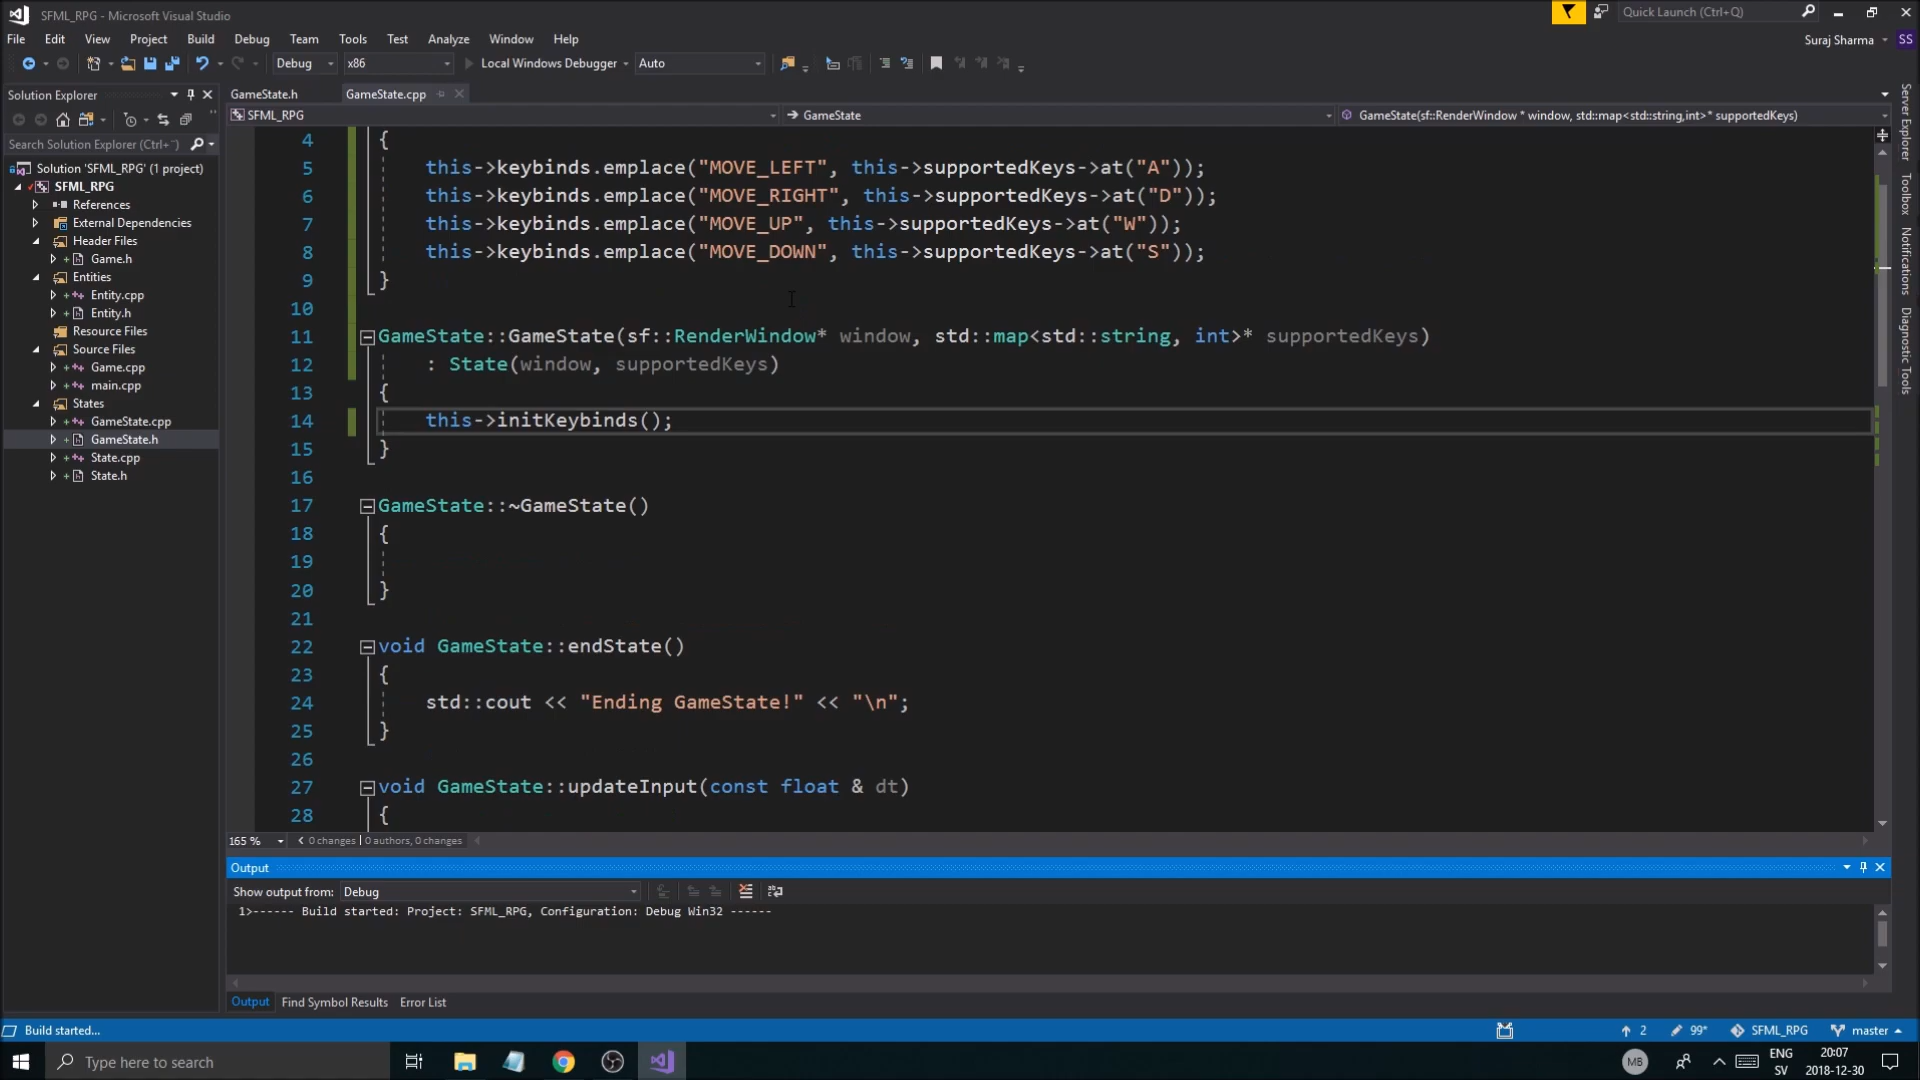 SFML_RPG - Microsoft Visual Studio
Quick Launch (Ctrl+Q)
File Edit View Project Build Debug Team Tools Test Analyze Window Help
Suraj Sharma SS
Debug x86 Local Windows Debugger Auto
Solution Explorer
Search Solution Explorer (Ctrl+¨)
Solution 'SFML_RPG' (1 project)
SFML_RPG
References
External Dependencies
Header Files
Game.h
Entities
Entity.cpp
Entity.h
Resource Files
Source Files
Game.cpp
main.cpp
States
GameState.cpp
GameState.h
State.cpp
State.h
GameState.h GameState.cpp
SFML_RPG GameState GameState(sf::RenderWindow * window, std::map<std::string,int>* supportedKeys)
4 {
5 this->keybinds.emplace("MOVE_LEFT", this->supportedKeys->at("A"));
6 this->keybinds.emplace("MOVE_RIGHT", this->supportedKeys->at("D"));
7 this->keybinds.emplace("MOVE_UP", this->supportedKeys->at("W"));
8 this->keybinds.emplace("MOVE_DOWN", this->supportedKeys->at("S"));
9 }
10
11 GameState::GameState(sf::RenderWindow* window, std::map<std::string, int>* supportedKeys)
12 : State(window, supportedKeys)
13 {
14 this->initKeybinds();
15 }
16
17 GameState::~GameState()
18 {
19
20 }
21
22 void GameState::endState()
23 {
24 std::cout << "Ending GameState!" << "\n";
25 }
26
27 void GameState::updateInput(const float & dt)
28 {
165 % 0 changes | 0 authors, 0 changes
Server Explorer
Toolbox
Notifications
Diagnostic Tools
Output
Show output from: Debug
1>------ Build started: Project: SFML_RPG, Configuration: Debug Win32 ------
Output Find Symbol Results Error List
Build started... 2 99* SFML_RPG master
Type here to search
MB
ENG
SV
20:07
2018-12-30